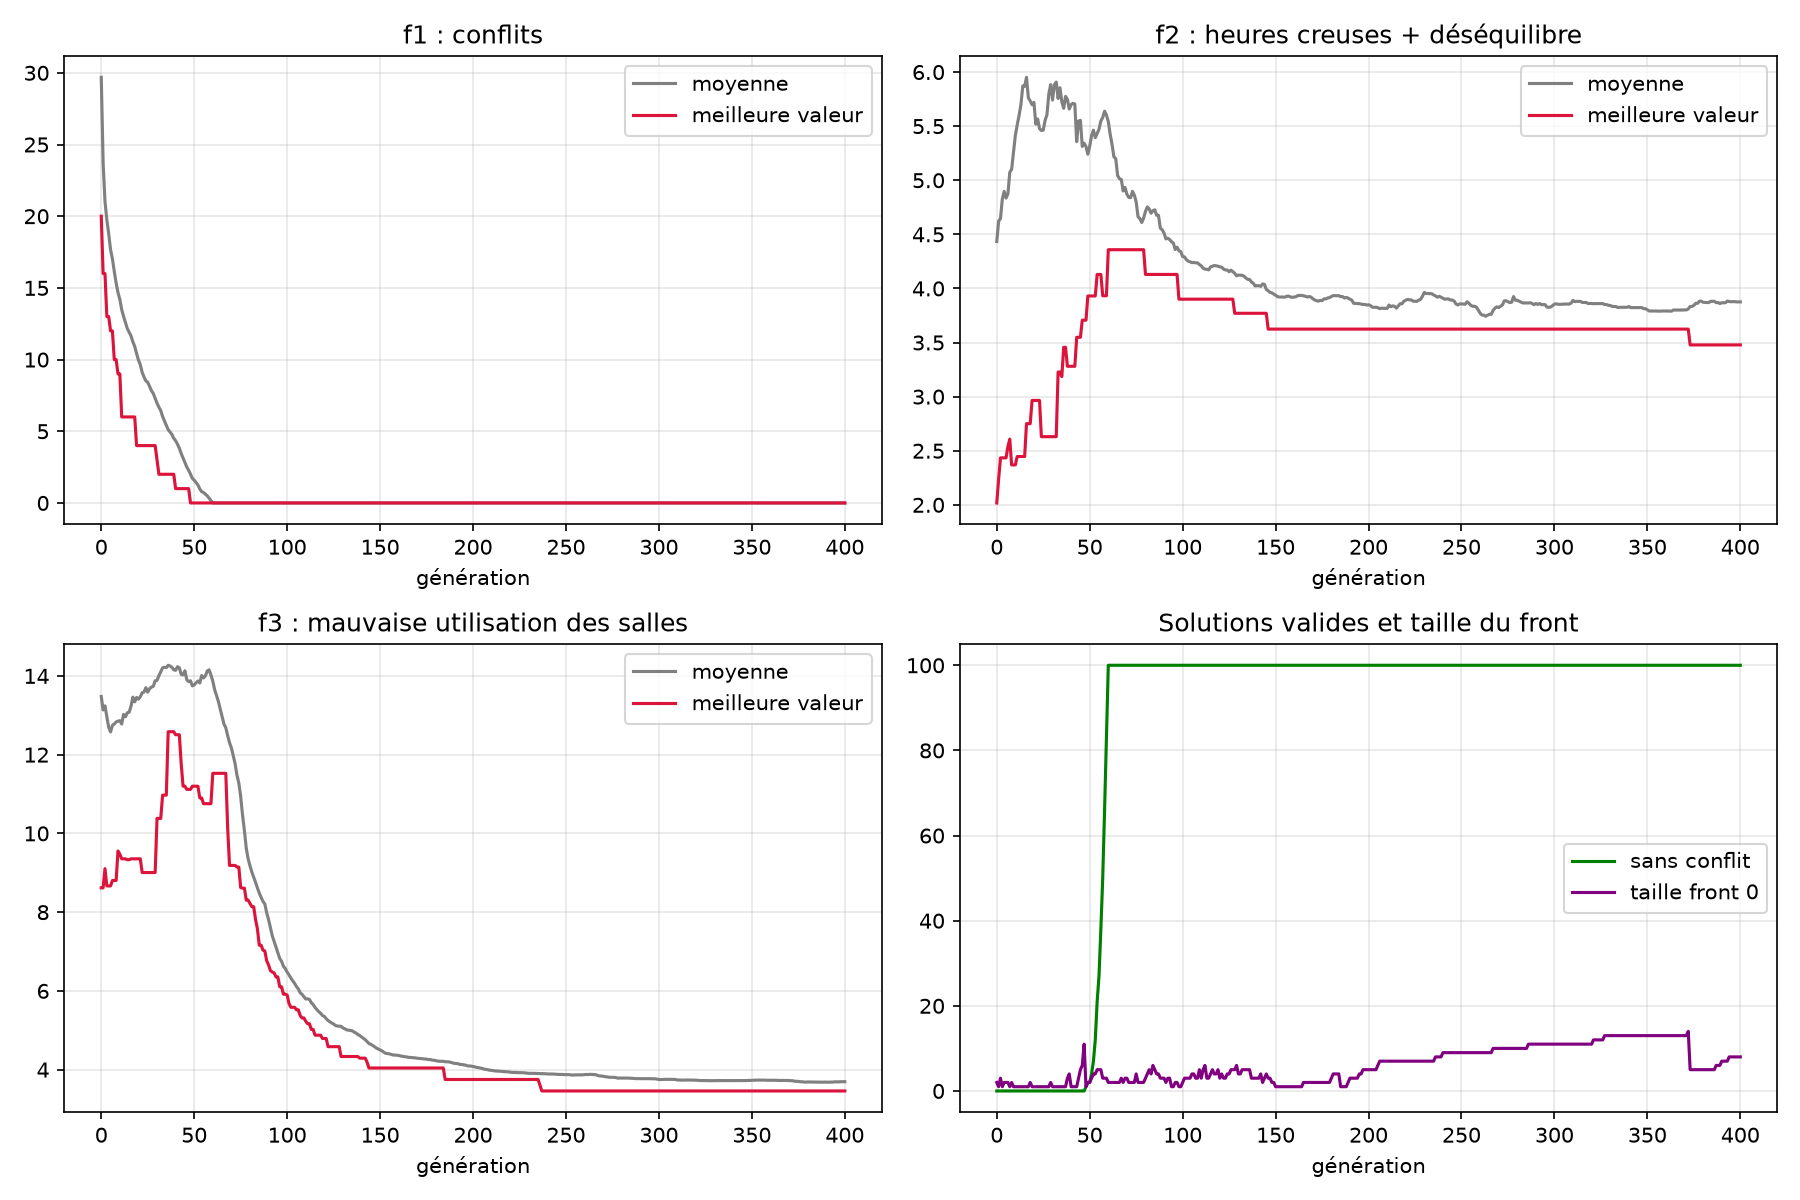 f1 : conflits
moyenne
meilleure valeur
30
25
20
15
10
5
0
0 50 100 150 200 250 300 350 400
génération
f2 : heures creuses + déséquilibre
moyenne
meilleure valeur
6.0
5.5
5.0
4.5
4.0
3.5
3.0
2.5
2.0
0 50 100 150 200 250 300 350 400
génération
f3 : mauvaise utilisation des salles
moyenne
meilleure valeur
14
12
10
8
6
4
0 50 100 150 200 250 300 350 400
génération
Solutions valides et taille du front
100
80
60
40
20
0
sans conflit
taille front 0
0 50 100 150 200 250 300 350 400
génération